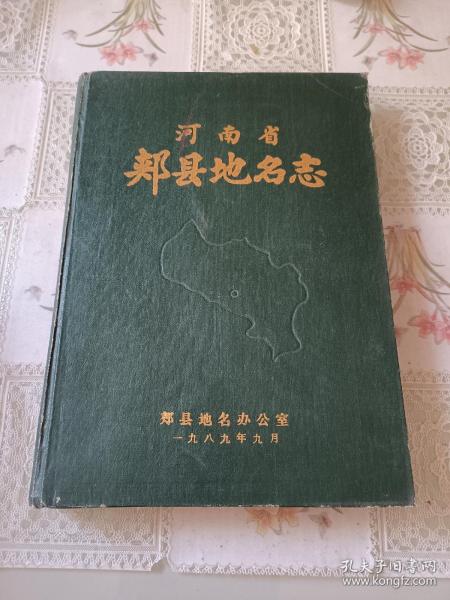 河南省
郏县地名志
郏县地名办公室
一九八九年九月
孔夫子旧书网
kongfz.com